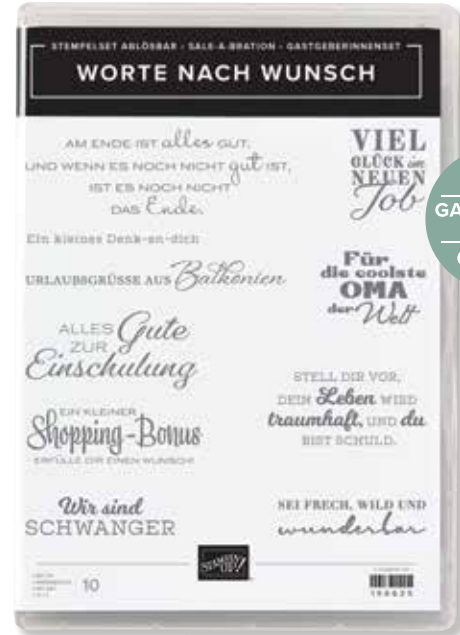 STEMPELSET ABLÖSBAR • SALE-A-BRATION • GASTGEBERINNENSET
WORTE NACH WUNSCH
AM ENDE IST alles GUT,
UND WENN ES NOCH NICHT gut IST,
IST ES NOCH NICHT
DAS Ende.
VIEL
GLÜCK im
NEUEN
Job
Ein kleines Denk-an-dich
URLAUBSGRÜSSE AUS Balkonien
Für
die coolste
OMA
der Welt
ALLES Gute
ZUR
Einschulung
STELL DIR VOR,
DEIN Leben WIRD
traumhaft, UND du
BIST SCHULD.
EIN KLEINER
Shopping-Bonus
ERFÜLLE DIR EINEN WUNSCH!
Wir sind
SCHWANGER
SEI FRECH, WILD UND
wunderbar
STAMPIN' UP!
10
GA